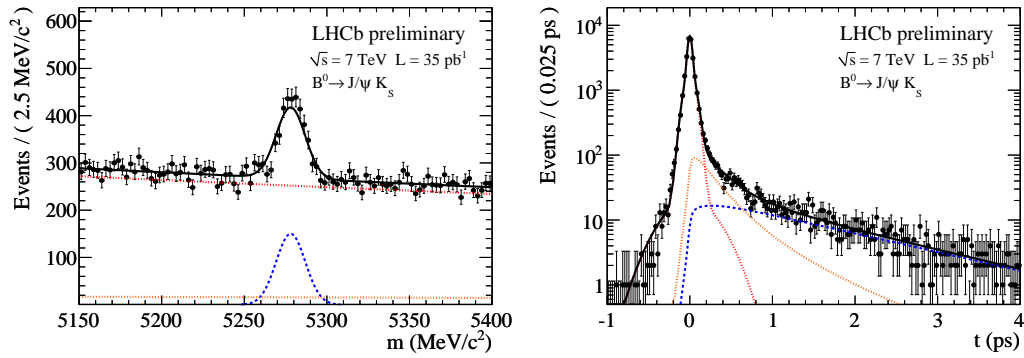 Events / ( 2.5 MeV/c² )
600
500
400
300
200
100
LHCb preliminary
√s = 7 TeV L = 35 pb⁻¹
B⁰→ J/ψ K_S
5150 5200 5250 5300 5350 5400
m (MeV/c²)
Events / ( 0.025 ps )
10⁴
10³
10²
10
1
LHCb preliminary
√s = 7 TeV L = 35 pb⁻¹
B⁰→ J/ψ K_S
-1 0 1 2 3 4
t (ps)